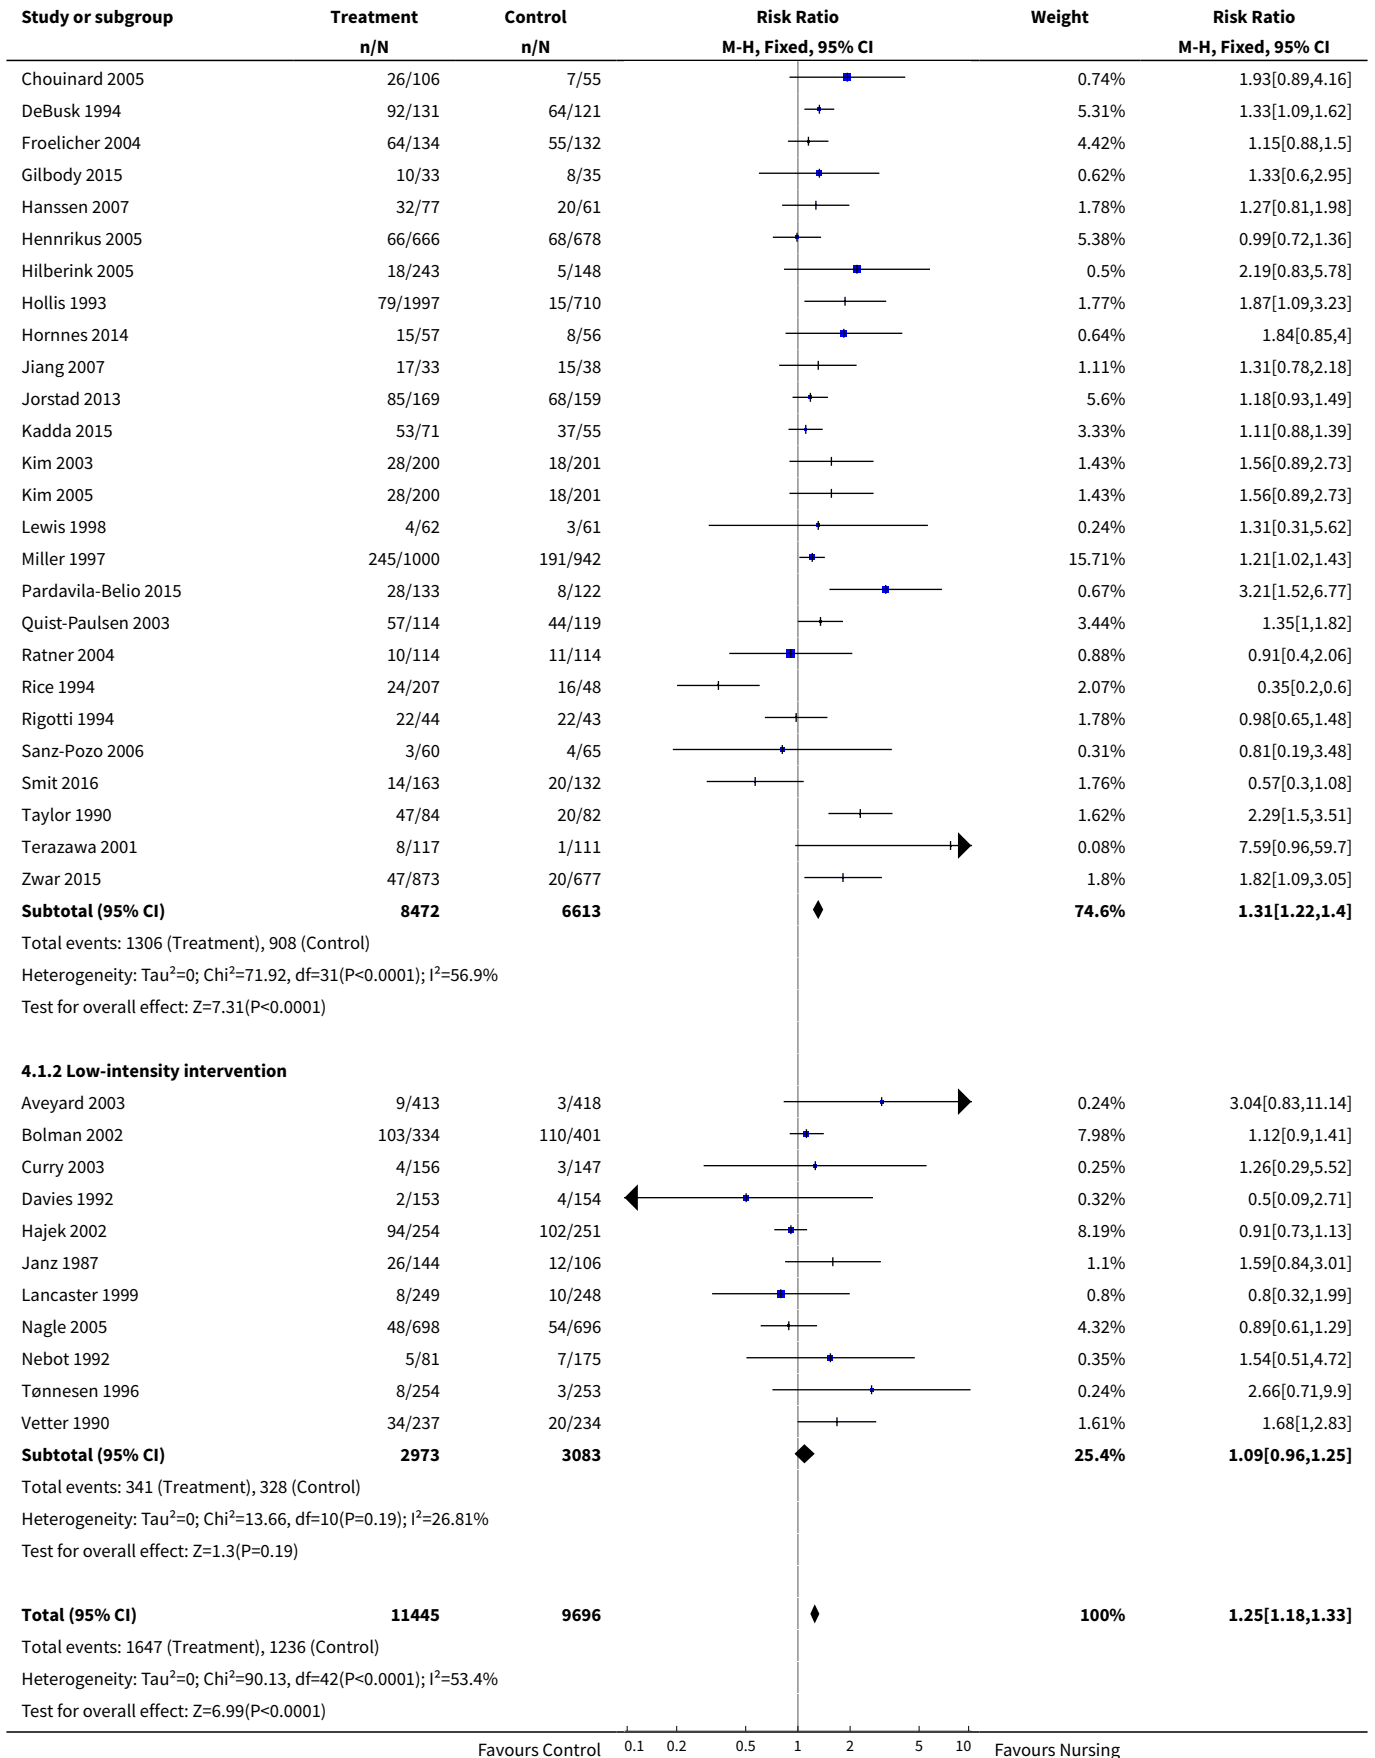 Study or subgroup Treatment Control Risk Ratio Weight Risk Ratio
n/N n/N M-H, Fixed, 95% CI M-H, Fixed, 95% CI
Chouinard 2005 26/106 7/55 0.74% 1.93[0.89,4.16]
DeBusk 1994 92/131 64/121 5.31% 1.33[1.09,1.62]
Froelicher 2004 64/134 55/132 4.42% 1.15[0.88,1.5]
Gilbody 2015 10/33 8/35 0.62% 1.33[0.6,2.95]
Hanssen 2007 32/77 20/61 1.78% 1.27[0.81,1.98]
Hennrikus 2005 66/666 68/678 5.38% 0.99[0.72,1.36]
Hilberink 2005 18/243 5/148 0.5% 2.19[0.83,5.78]
Hollis 1993 79/1997 15/710 1.77% 1.87[1.09,3.23]
Hornnes 2014 15/57 8/56 0.64% 1.84[0.85,4]
Jiang 2007 17/33 15/38 1.11% 1.31[0.78,2.18]
Jorstad 2013 85/169 68/159 5.6% 1.18[0.93,1.49]
Kadda 2015 53/71 37/55 3.33% 1.11[0.88,1.39]
Kim 2003 28/200 18/201 1.43% 1.56[0.89,2.73]
Kim 2005 28/200 18/201 1.43% 1.56[0.89,2.73]
Lewis 1998 4/62 3/61 0.24% 1.31[0.31,5.62]
Miller 1997 245/1000 191/942 15.71% 1.21[1.02,1.43]
Pardavila-Belio 2015 28/133 8/122 0.67% 3.21[1.52,6.77]
Quist-Paulsen 2003 57/114 44/119 3.44% 1.35[1,1.82]
Ratner 2004 10/114 11/114 0.88% 0.91[0.4,2.06]
Rice 1994 24/207 16/48 2.07% 0.35[0.2,0.6]
Rigotti 1994 22/44 22/43 1.78% 0.98[0.65,1.48]
Sanz-Pozo 2006 3/60 4/65 0.31% 0.81[0.19,3.48]
Smit 2016 14/163 20/132 1.76% 0.57[0.3,1.08]
Taylor 1990 47/84 20/82 1.62% 2.29[1.5,3.51]
Terazawa 2001 8/117 1/111 0.08% 7.59[0.96,59.7]
Zwar 2015 47/873 20/677 1.8% 1.82[1.09,3.05]
Subtotal (95% CI) 8472 6613 74.6% 1.31[1.22,1.4]
Total events: 1306 (Treatment), 908 (Control)
Heterogeneity: Tau²=0; Chi²=71.92, df=31(P<0.0001); I²=56.9%
Test for overall effect: Z=7.31(P<0.0001)
4.1.2 Low-intensity intervention
Aveyard 2003 9/413 3/418 0.24% 3.04[0.83,11.14]
Bolman 2002 103/334 110/401 7.98% 1.12[0.9,1.41]
Curry 2003 4/156 3/147 0.25% 1.26[0.29,5.52]
Davies 1992 2/153 4/154 0.32% 0.5[0.09,2.71]
Hajek 2002 94/254 102/251 8.19% 0.91[0.73,1.13]
Janz 1987 26/144 12/106 1.1% 1.59[0.84,3.01]
Lancaster 1999 8/249 10/248 0.8% 0.8[0.32,1.99]
Nagle 2005 48/698 54/696 4.32% 0.89[0.61,1.29]
Nebot 1992 5/81 7/175 0.35% 1.54[0.51,4.72]
Tønnesen 1996 8/254 3/253 0.24% 2.66[0.71,9.9]
Vetter 1990 34/237 20/234 1.61% 1.68[1,2.83]
Subtotal (95% CI) 2973 3083 25.4% 1.09[0.96,1.25]
Total events: 341 (Treatment), 328 (Control)
Heterogeneity: Tau²=0; Chi²=13.66, df=10(P=0.19); I²=26.81%
Test for overall effect: Z=1.3(P=0.19)
Total (95% CI) 11445 9696 100% 1.25[1.18,1.33]
Total events: 1647 (Treatment), 1236 (Control)
Heterogeneity: Tau²=0; Chi²=90.13, df=42(P<0.0001); I²=53.4%
Test for overall effect: Z=6.99(P<0.0001)
Favours Control 0.1 0.2 0.5 1 2 5 10 Favours Nursing